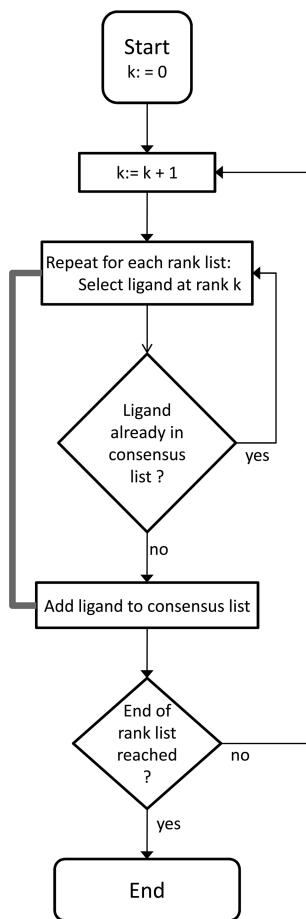 Start
k: = 0
k:= k + 1
Repeat for each rank list:
Select ligand at rank k
Ligand
already in
consensus
list ?
yes
no
Add ligand to consensus list
End of
rank list
reached
?
no
yes
End